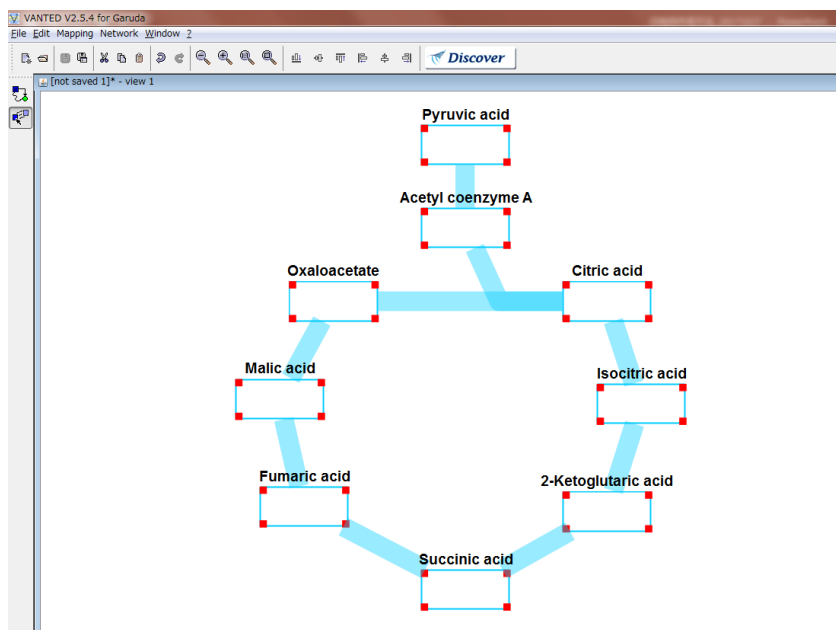 VANTED V2.5.4 for Garuda
File Edit Mapping Network Window ?
Discover
[not saved 1]* - view 1
Pyruvic acid
Acetyl coenzyme A
Oxaloacetate
Citric acid
Malic acid
Isocitric acid
Fumaric acid
2-Ketoglutaric acid
Succinic acid